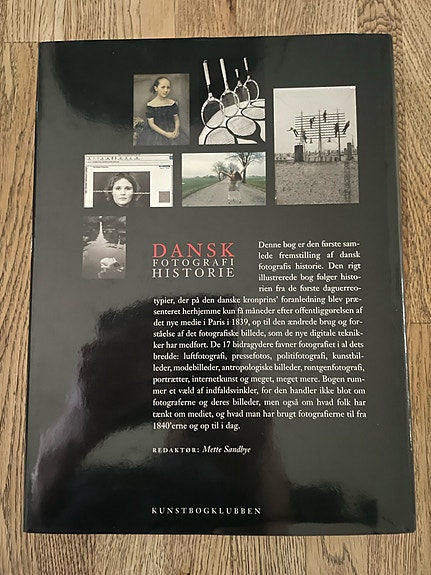 DANSK
FOTOGRAFI
HISTORIE
Denne bog er den første sam-
lede fremstilling af dansk
fotografis historie. Den rigt
illustrerede bog følger histo-
rien fra de første daguerreo-
typier, der på den danske kronprins' foranledning blev præ-
senteret herhjemme kun få måneder efter offentliggørelsen af
det nye medie i Paris i 1839, op til den ændrede brug og for-
ståelse af det fotografiske billede, som de nye digitale teknik-
ker har medført. De 17 bidragydere favner fotografiet i al dets
bredde: luftfotografi, pressefotos, politifotografi, kunstbil-
leder, modebilleder, antropologiske billeder, røntgenfotografi,
portrætter, internetkunst og meget, meget mere. Bogen rum-
mer et væld af indfaldsvinkler, for den handler ikke blot om
fotograferne og deres billeder, men også om hvad folk har
tænkt om mediet, og hvad man har brugt fotografierne til fra
1840'erne og op til i dag.
REDAKTØR: Mette Sandbye
KUNSTBOGKLUBBEN